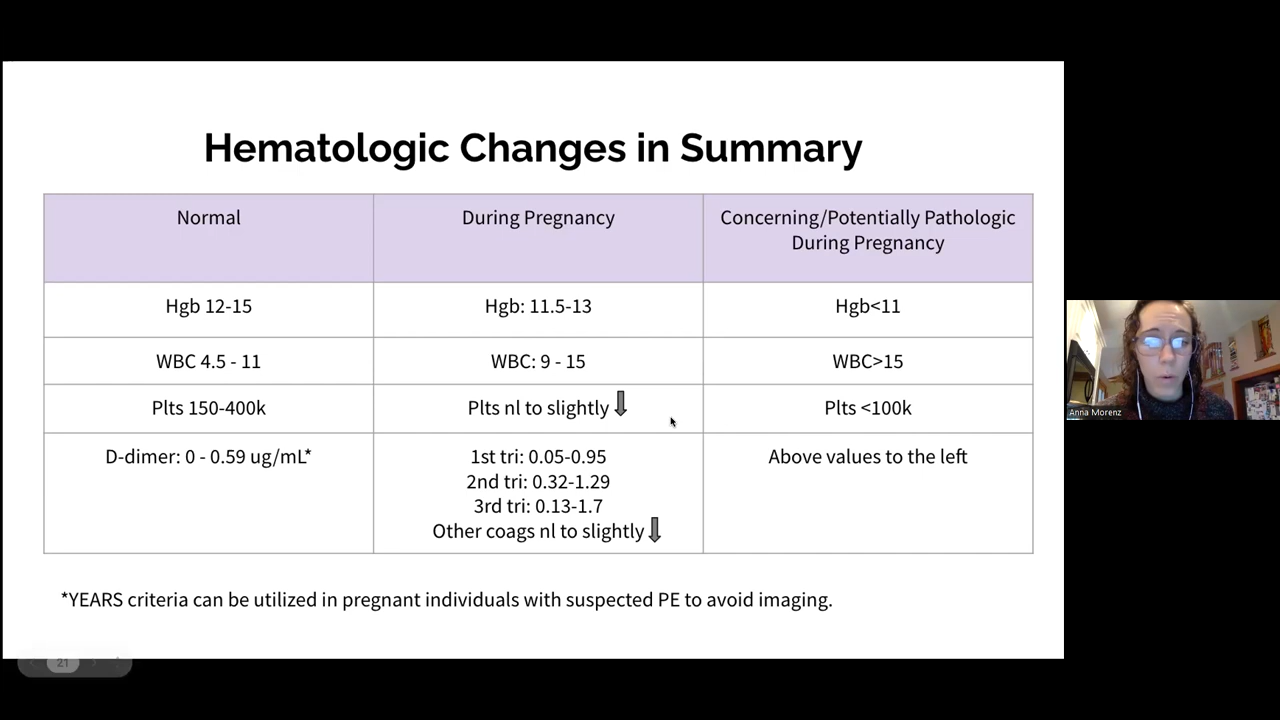 Hematologic Changes in Summary
Normal
During Pregnancy
Concerning/Potentially Pathologic
During Pregnancy
Hgb 12-15
Hgb: 11.5-13
Hgb<11
WBC 4.5 - 11
WBC: 9 - 15
WBC>15
Plts 150-400k
Plts nl to slightly
Plts <100k
D-dimer: 0 - 0.59 ug/mL*
1st tri: 0.05-0.95
2nd tri: 0.32-1.29
3rd tri: 0.13-1.7
Other coags nl to slightly
Above values to the left
*YEARS criteria can be utilized in pregnant individuals with suspected PE to avoid imaging.
21
Anna Morenz